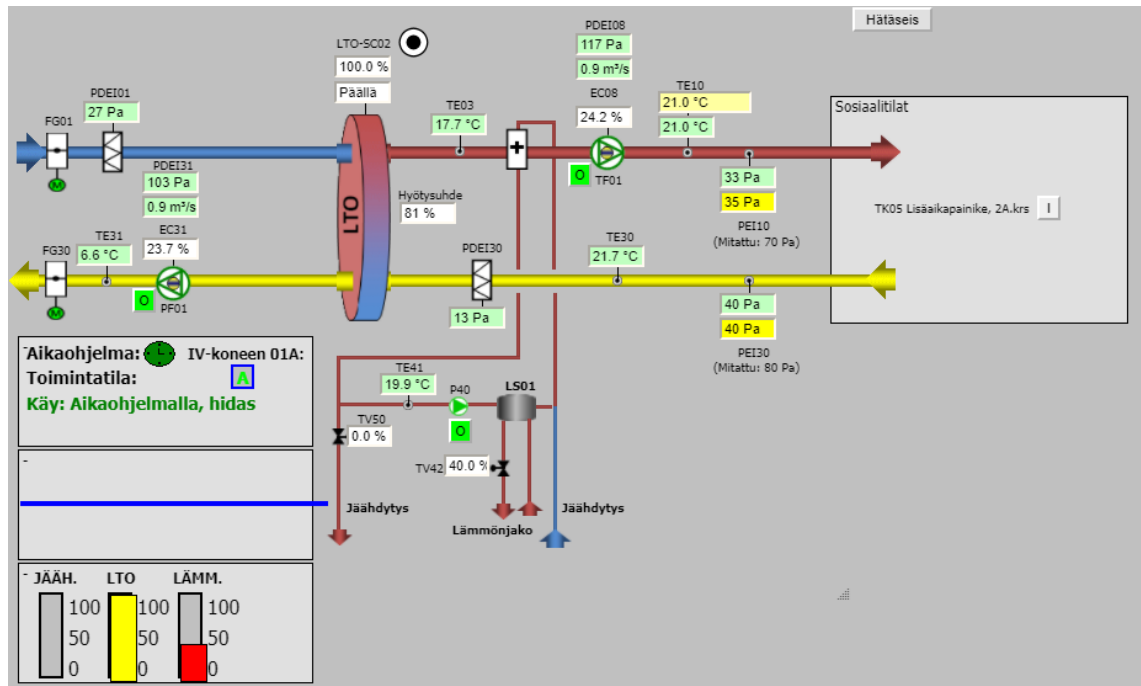 Hätäseis
PDEI08
117 Pa
0.9 m³/s
LTO-SC02
100.0 %
Päällä
EC08
24.2 %
TE10
21.0 °C
21.0 °C
PDEI01
27 Pa
FG01
M
TE03
17.7 °C
+
O
TF01
Sosiaalitilat
33 Pa
35 Pa
PEI10
(Mitattu: 70 Pa)
TK05 Lisäaikapainike, 2A.krs
I
PDEI31
103 Pa
0.9 m³/s
LTO
Hyötysuhde
81 %
EC31
23.7 %
TE31
6.6 °C
FG30
M
O
PF01
PDEI30
13 Pa
TE30
21.7 °C
40 Pa
40 Pa
PEI30
(Mitattu: 80 Pa)
Aikaohjelma:
IV-koneen 01A:
Toimintatila:
A
Käy: Aikaohjelmalla, hidas
TE41
19.9 °C
P40
O
LS01
TV50
0.0 %
TV42
40.0 %
Jäähdytys
Lämmönjako
Jäähdytys
JÄÄH.
LTO
LÄMM.
100
100
100
50
50
50
0
0
0